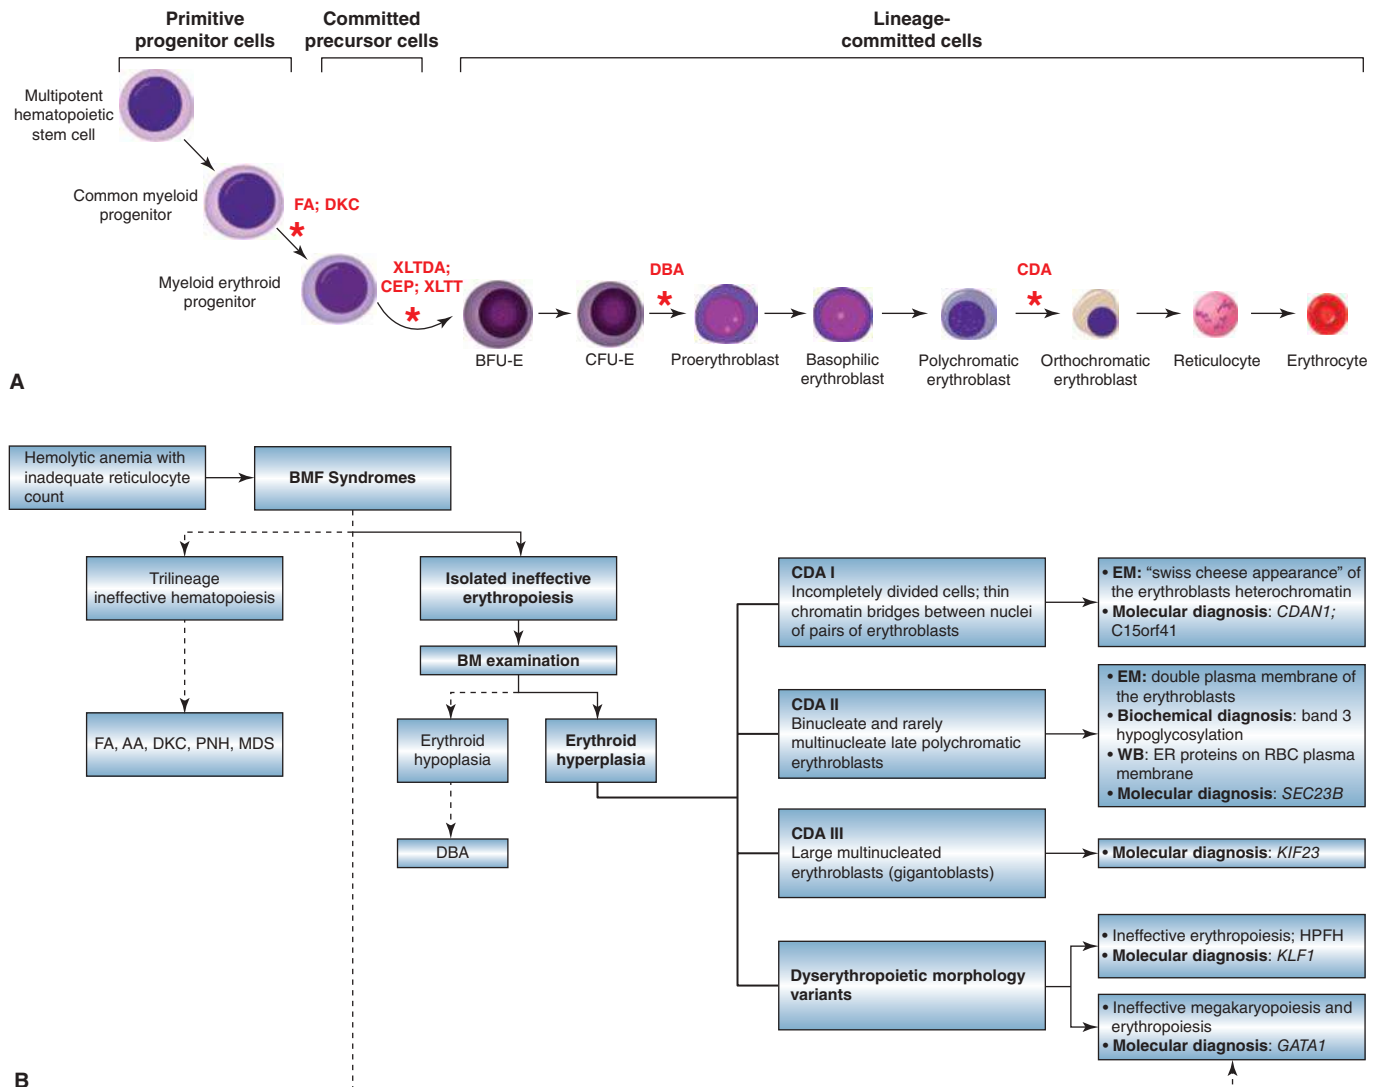 Primitive
progenitor cells
Committed
precursor cells
Lineage-
committed cells
Multipotent
hematopoietic
stem cell
Common myeloid
progenitor
FA; DKC
*
Myeloid erythroid
progenitor
XLTDA;
CEP; XLTT
*
DBA
*
CDA
*
BFU-E
CFU-E
Proerythroblast
Basophilic
erythroblast
Polychromatic
erythroblast
Orthochromatic
erythroblast
Reticulocyte
Erythrocyte
A
Hemolytic anemia with
inadequate reticulocyte
count
BMF Syndromes
Trilineage
ineffective hematopoiesis
Isolated ineffective
erythropoiesis
BM examination
FA, AA, DKC, PNH, MDS
Erythroid
hypoplasia
Erythroid
hyperplasia
DBA
CDA I
Incompletely divided cells; thin
chromatin bridges between nuclei
of pairs of erythroblasts
• EM: “swiss cheese appearance” of
the erythroblasts heterochromatin
• Molecular diagnosis: CDAN1;
C15orf41
CDA II
Binucleate and rarely
multinucleate late polychromatic
erythroblasts
• EM: double plasma membrane of
the erythroblasts
• Biochemical diagnosis: band 3
hypoglycosylation
• WB: ER proteins on RBC plasma
membrane
• Molecular diagnosis: SEC23B
CDA III
Large multinucleated
erythroblasts (gigantoblasts)
• Molecular diagnosis: KIF23
Dyserythropoietic morphology
variants
• Ineffective erythropoiesis; HPFH
• Molecular diagnosis: KLF1
• Ineffective megakaryopoiesis and
erythropoiesis
• Molecular diagnosis: GATA1
B